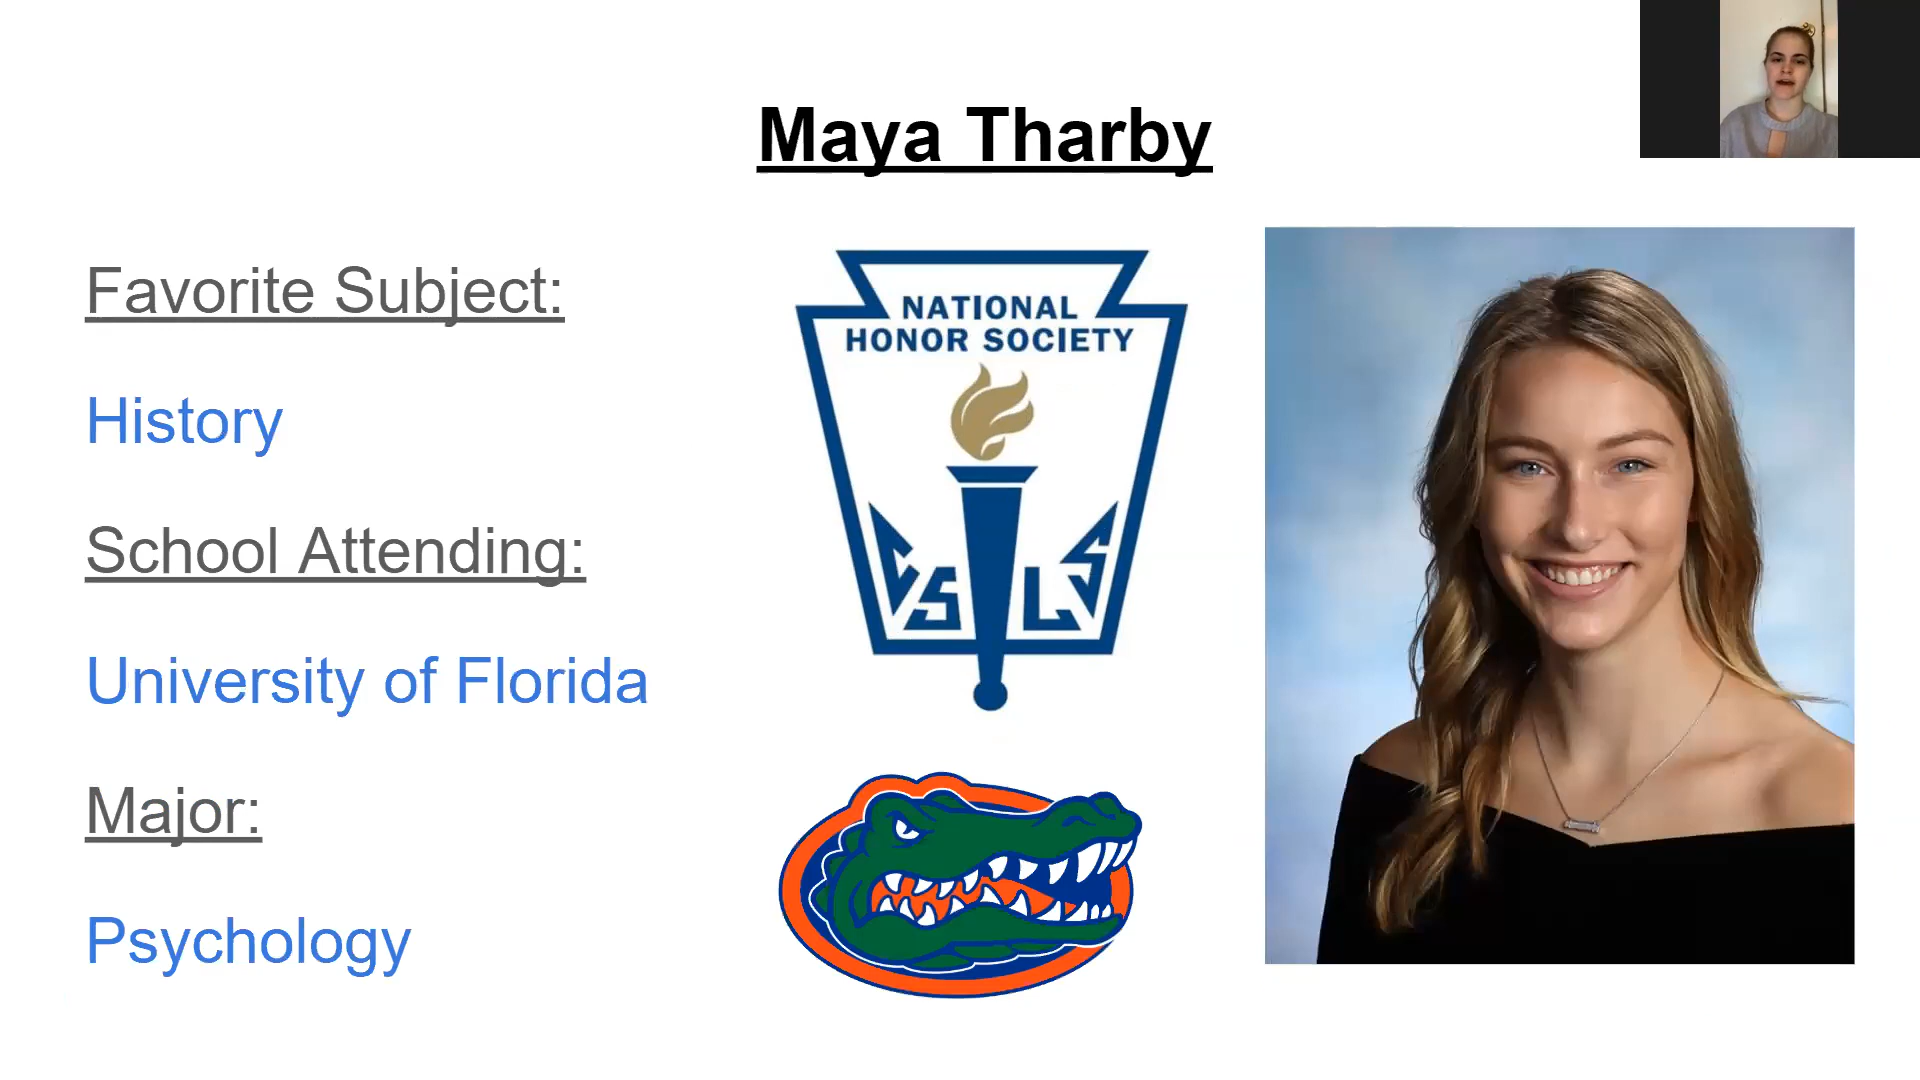 Maya Tharby
Favorite Subject:
History
School Attending:
University of Florida
Major:
Psychology
NATIONAL
HONOR SOCIETY
C S L S